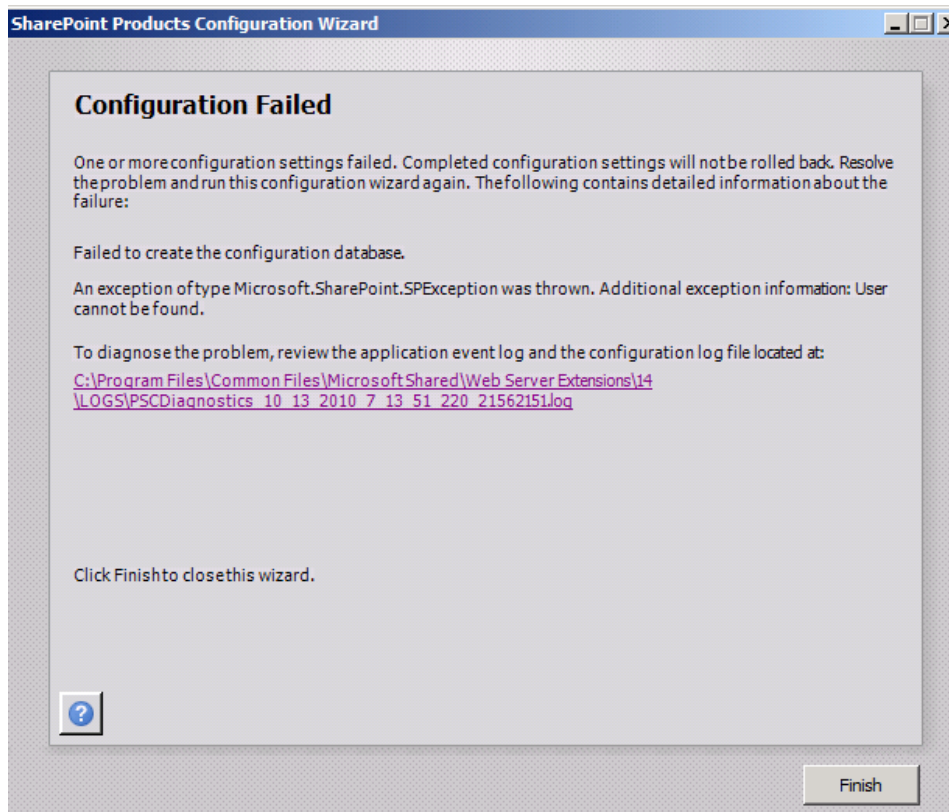 SharePoint Products Configuration Wizard
Configuration Failed
One or more configuration settings failed. Completed configuration settings will not be rolled back. Resolve
the problem and run this configuration wizard again. The following contains detailed information about the
failure:
Failed to create the configuration database.
An exception of type Microsoft.SharePoint.SPException was thrown. Additional exception information: User
cannot be found.
To diagnose the problem, review the application event log and the configuration log file located at:
C:\Program Files\Common Files\Microsoft Shared\Web Server Extensions\14
\LOGS\PSCDiagnostics_10_13_2010_7_13_51_220_21562151.log
Click Finish to close this wizard.
Finish